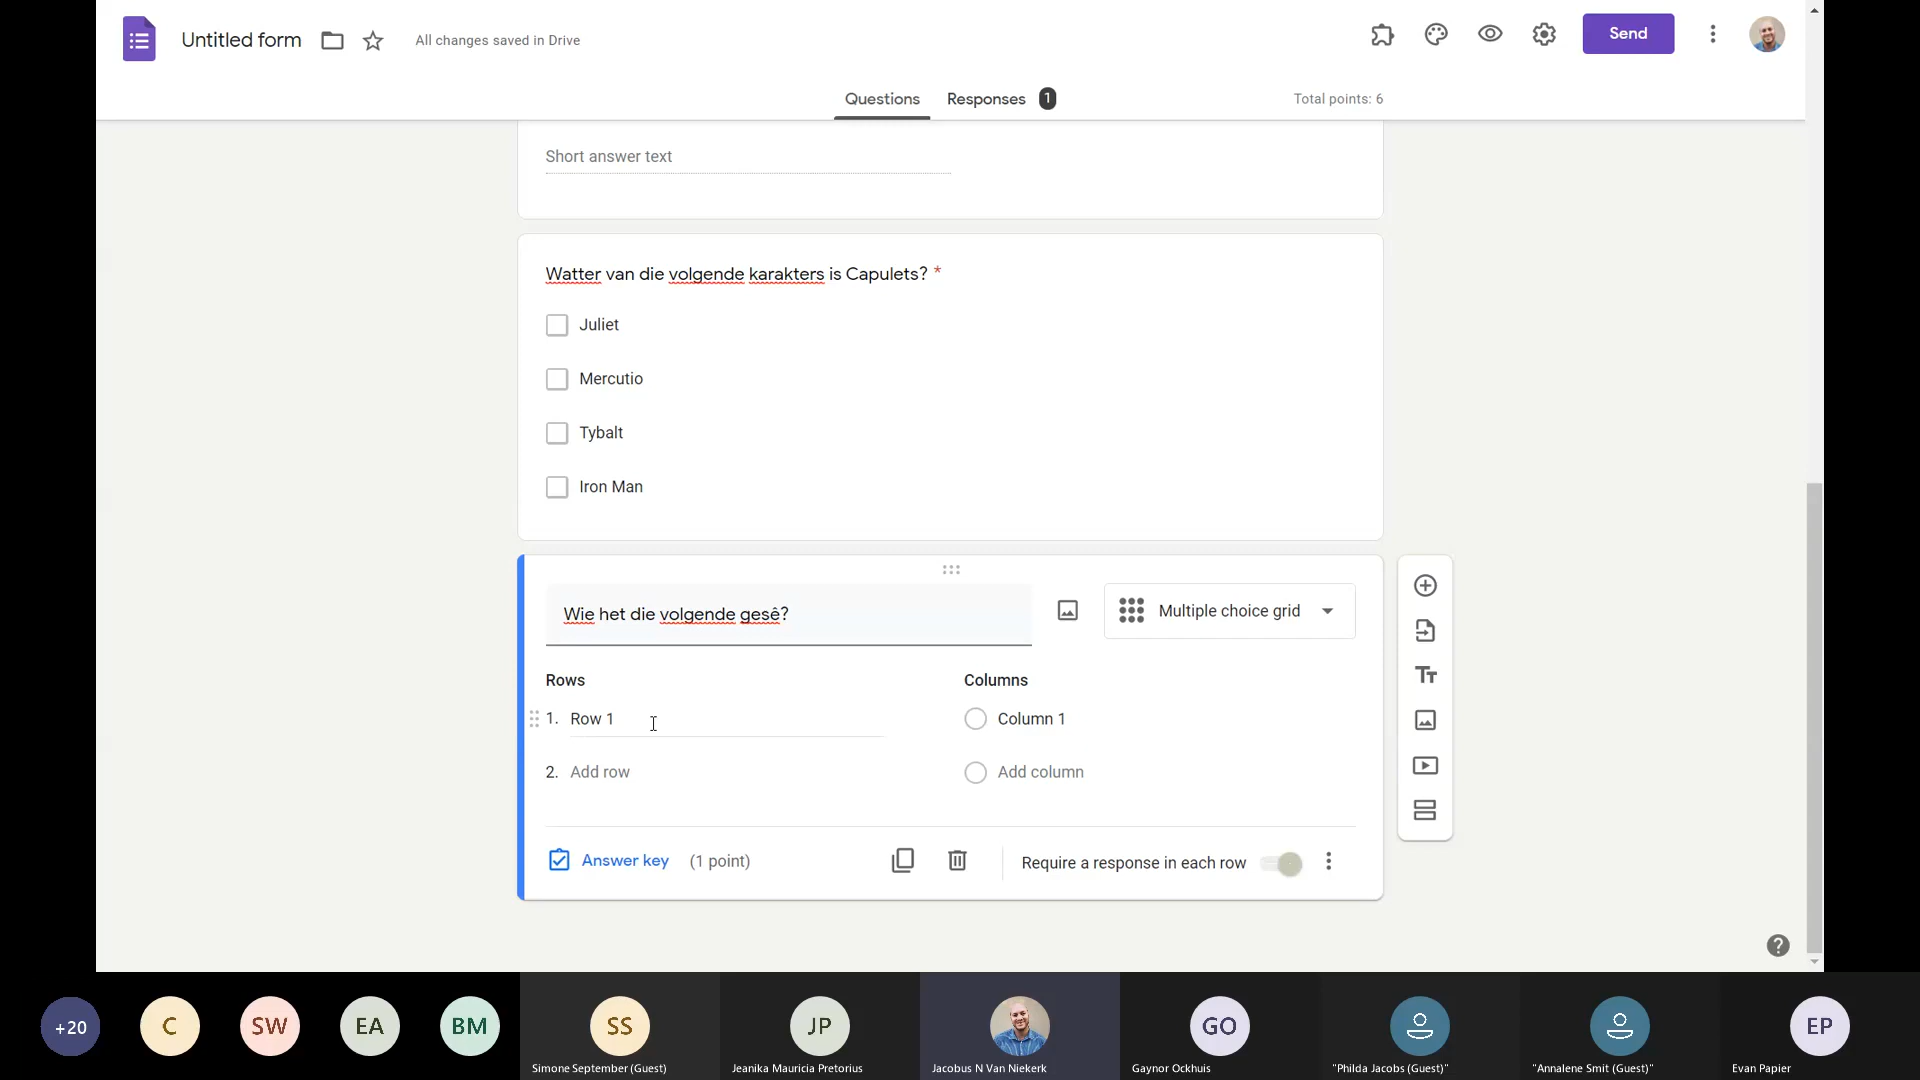 Untitled form
All changes saved in Drive
Send
Questions
Responses 1
Total points: 6
Short answer text
Watter van die volgende karakters is Capulets? *
Juliet
Mercutio
Tybalt
Iron Man
Wie het die volgende gesê?
Multiple choice grid
Rows
Columns
1. Row 1
Column 1
2. Add row
Add column
Answer key (1 point)
Require a response in each row
Tt
?
+20
C
SW
EA
BM
SS
JP
GO
EP
Simone September (Guest)
Jeanika Mauricia Pretorius
Jacobus N Van Niekerk
Gaynor Ockhuis
"Philda Jacobs (Guest)"
"Annalene Smit (Guest)"
Evan Papier